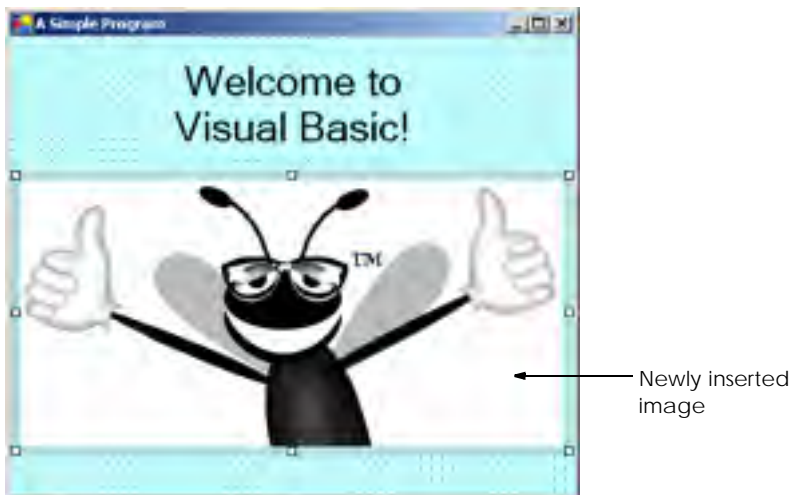 A Simple Program
Welcome to
Visual Basic!
TM
Newly inserted
image